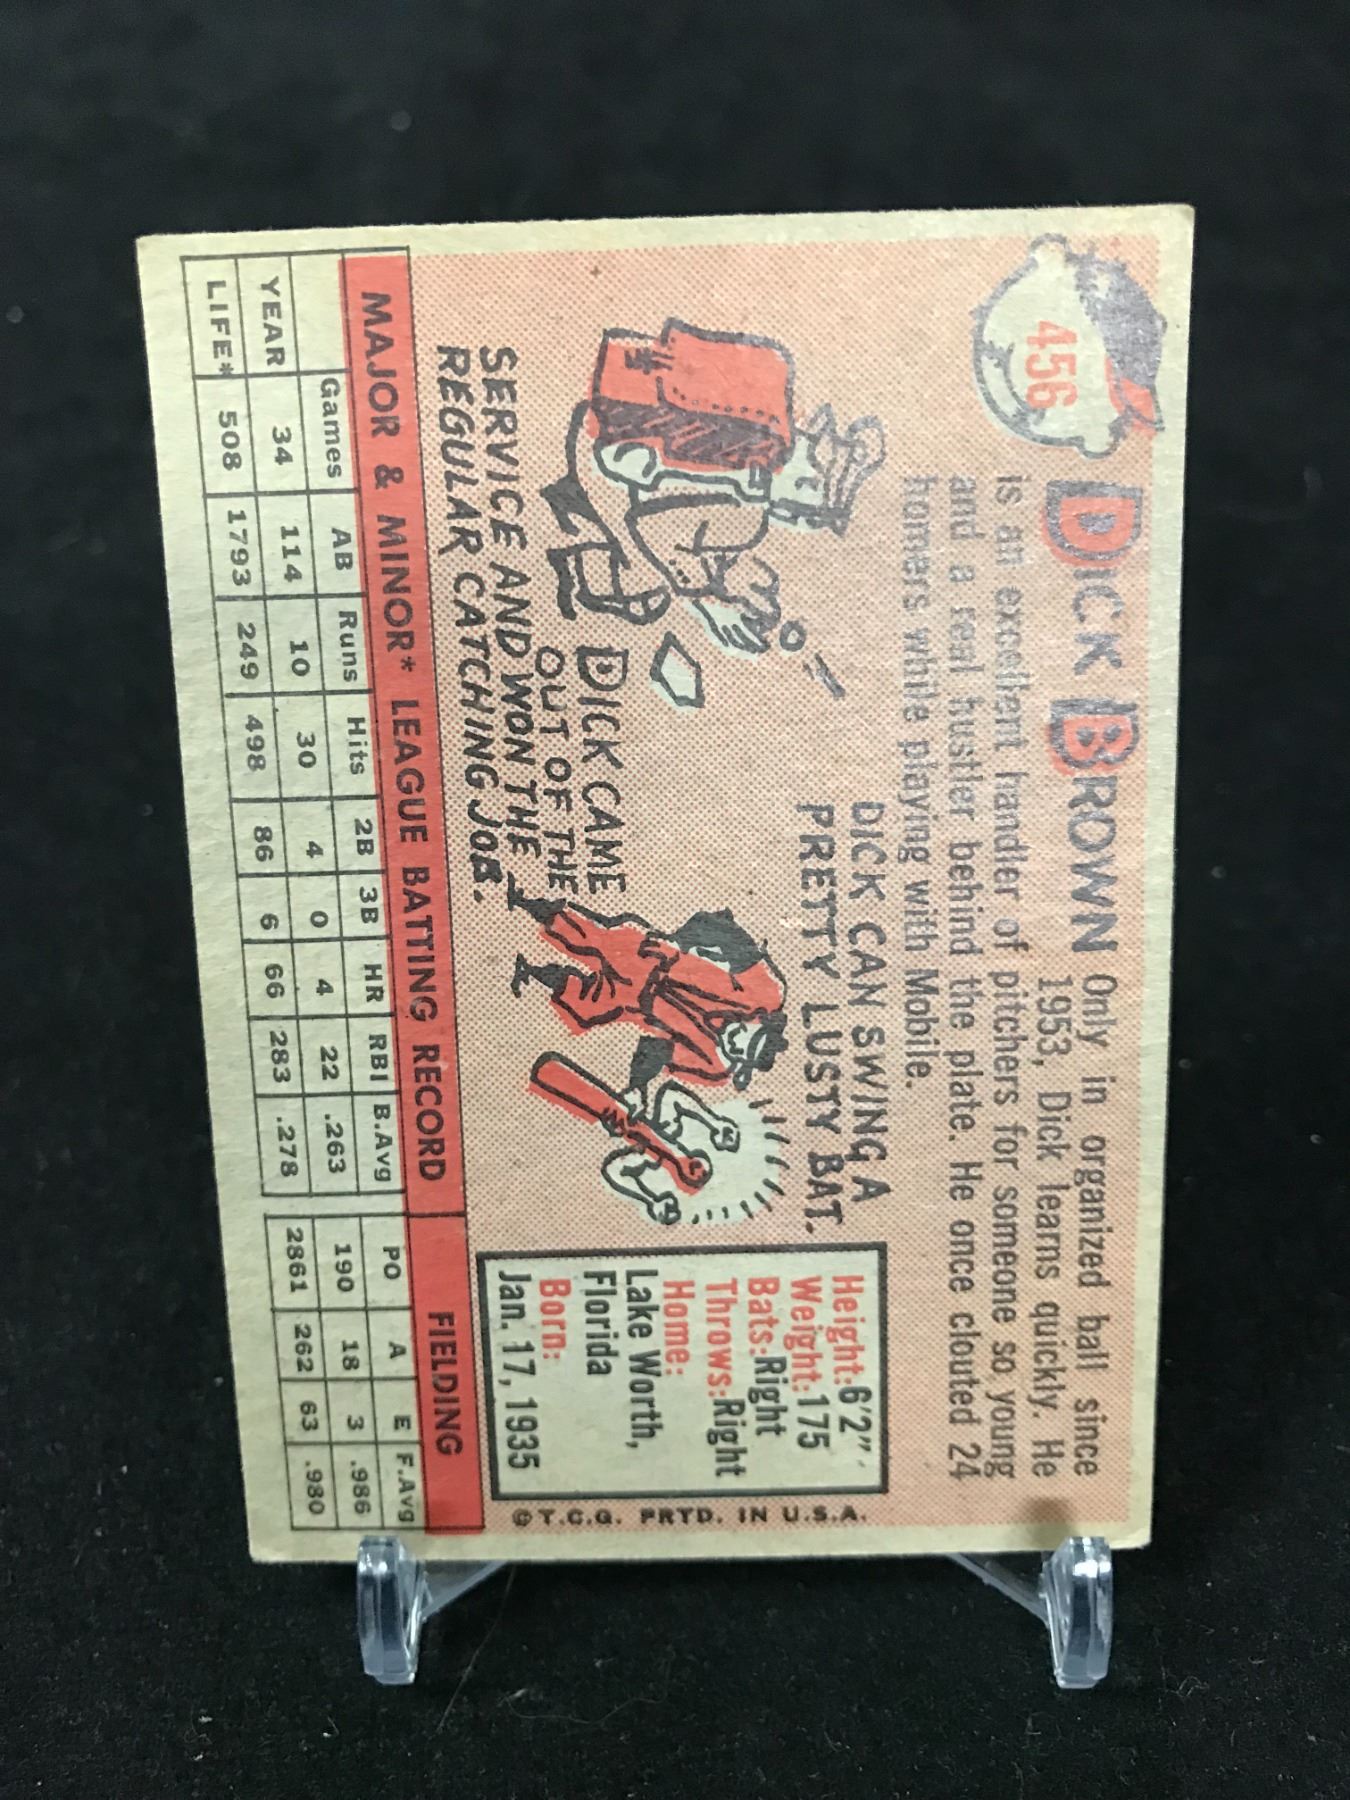 456
DICK BROWN Only in organized ball since
1953, Dick learns quickly. He
is an excellent handler of pitchers for someone so young
and a real hustler behind the plate. He once clouted 24
homers while playing with Mobile.
DICK CAN SWING A
PRETTY LUSTY BAT.
DICK CAME
OUT OF THE
SERVICE AND WON THE
REGULAR CATCHING JOB.
Height: 6'2"
Weight: 175
Bats: Right
Throws: Right
Home:
Lake Worth,
Florida
Born:
Jan. 17, 1935
© T.C.G. PRTD. IN U.S.A.
MAJOR & MINOR* LEAGUE BATTING RECORD FIELDING
Games AB Runs Hits 2B 3B HR RBI B.Avg PO A E F.Avg
YEAR 34 114 10 30 4 0 4 22 .263 190 18 3 .986
LIFE* 508 1793 249 498 86 6 66 283 .278 2861 262 63 .980